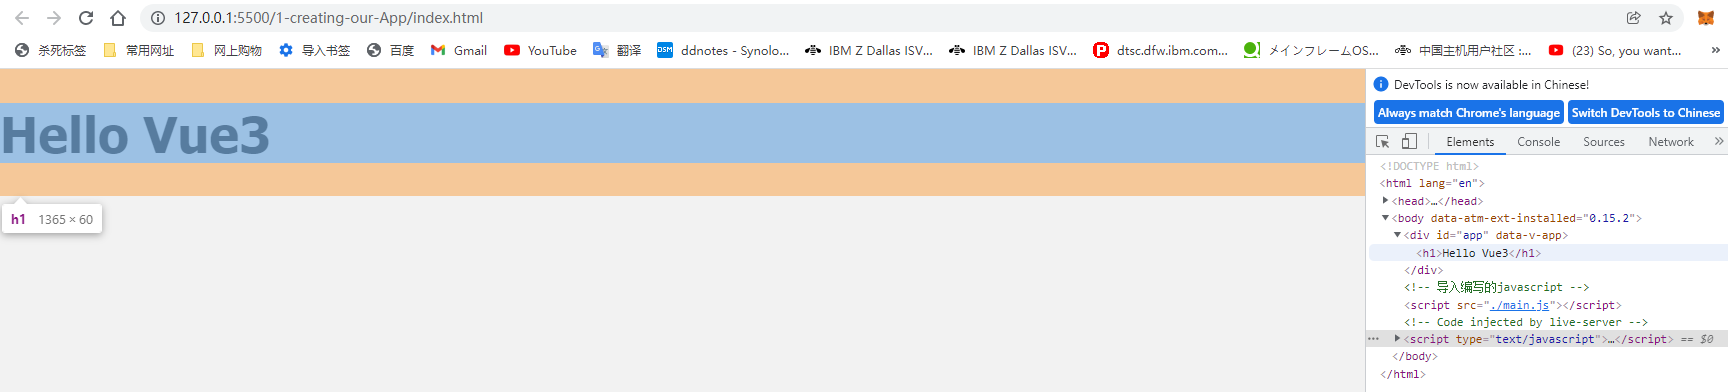 127.0.0.1:5500/1-creating-our-App/index.html
杀死标签 常用网址 网上购物 导入书签 百度 Gmail YouTube 翻译 ddnotes - Synolo... IBM Z Dallas ISV... IBM Z Dallas ISV... dtsc.dfw.ibm.com... メインフレームOS... 中国主机用户社区 :... (23) So, you want... »
Hello Vue3
h1 1365 × 60
DevTools is now available in Chinese!
Always match Chrome's language Switch DevTools to Chinese
Elements Console Sources Network »
<!DOCTYPE html>
<html lang="en">
<head>…</head>
<body data-atm-ext-installed="0.15.2">
<div id="app" data-v-app>
<h1>Hello Vue3</h1>
</div>
<!-- 导入编写的javascript -->
<script src="./main.js"></script>
<!-- Code injected by live-server -->
<script type="text/javascript">…</script> == $0
</body>
</html>